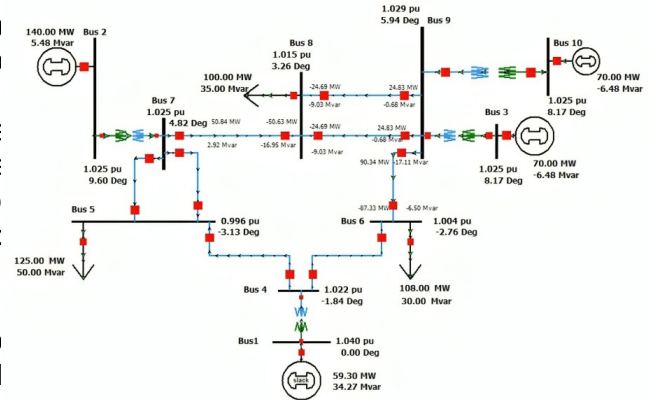 1.029 pu
5.94 Deg
Bus 9
140.00 MW
5.48 Mvar
Bus 2
Bus 8
1.015 pu
3.26 Deg
Bus 10
70.00 MW
-6.48 Mvar
100.00 MW
35.00 Mvar
-24.69 MW
-9.03 Mvar
24.83 MW
-0.68 Mvar
1.025 pu
8.17 Deg
Bus 7
1.025 pu
4.82 Deg
50.84 MW
2.92 Mvar
-50.63 MW
-16.95 Mvar
-24.69 MW
-9.03 Mvar
24.83 MW
-0.68 Mvar
Bus 3
90.34 MW
-17.11 Mvar
1.025 pu
8.17 Deg
70.00 MW
-6.48 Mvar
1.025 pu
9.60 Deg
Bus 5
0.996 pu
-3.13 Deg
-87.33 MW
-6.50 Mvar
Bus 6
1.004 pu
-2.76 Deg
125.00 MW
50.00 Mvar
108.00 MW
30.00 Mvar
Bus 4
1.022 pu
-1.84 Deg
Bus1
1.040 pu
0.00 Deg
slack
59.30 MW
34.27 Mvar